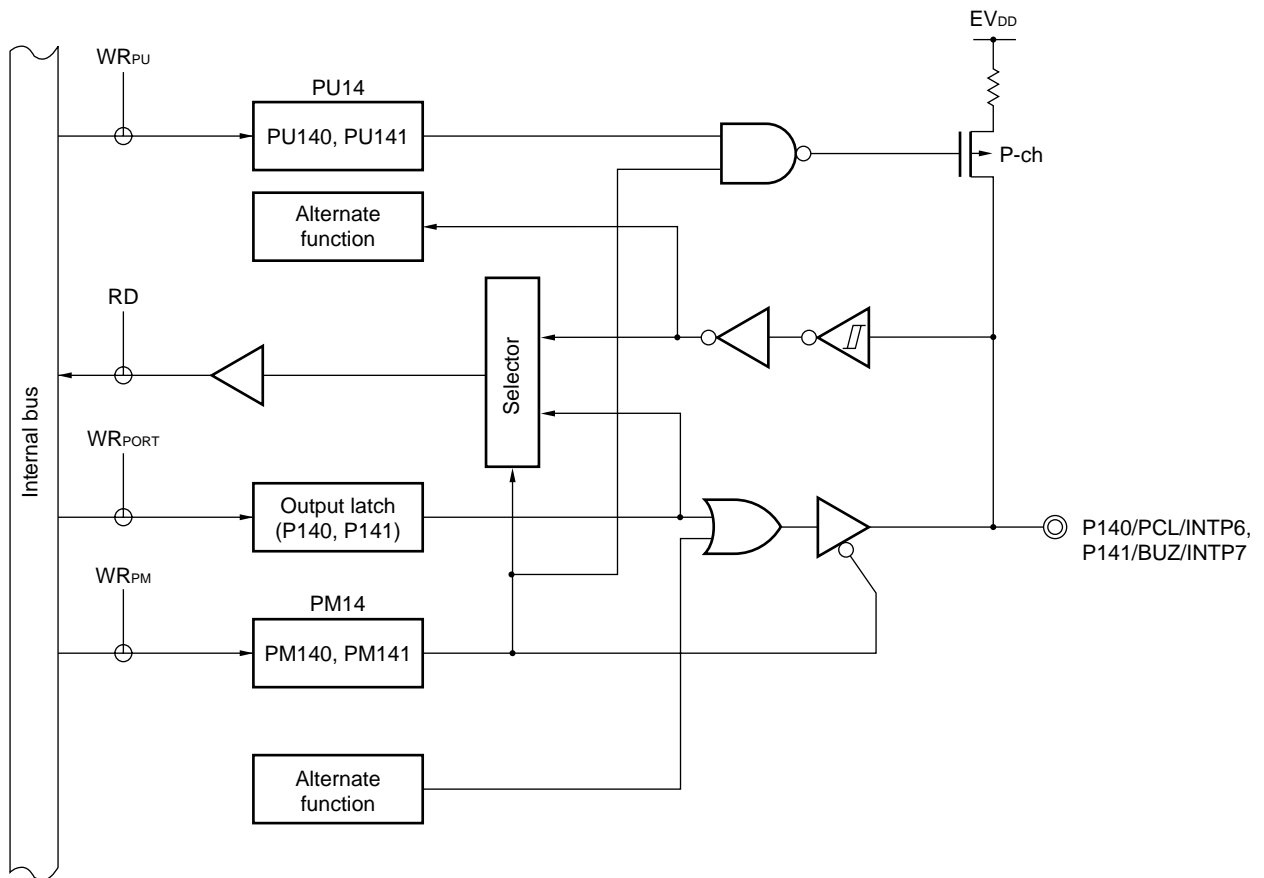 EVDD
WRPU
PU14
PU140, PU141
P-ch
Alternate
function
RD
Selector
Internal bus
WRPORT
Output latch
(P140, P141)
P140/PCL/INTP6,
P141/BUZ/INTP7
WRPM
PM14
PM140, PM141
Alternate
function